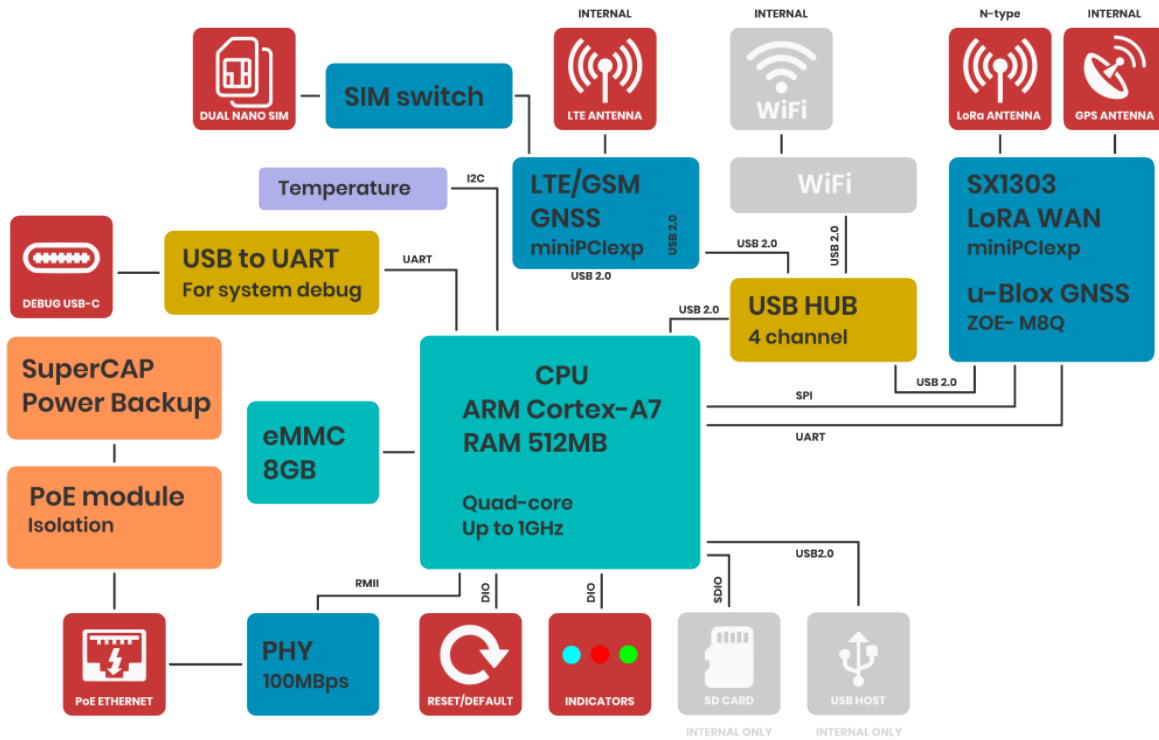 INTERNAL
INTERNAL
N-type
INTERNAL
DUAL NANO SIM
SIM switch
LTE ANTENNA
WiFi
LoRa ANTENNA
GPS ANTENNA
Temperature
I2C
LTE/GSM
GNSS
miniPCIexp
USB 2.0
USB 2.0
WiFi
SX1303
LoRA WAN
miniPCIexp
u-Blox GNSS
ZOE- M8Q
DEBUG USB-C
USB to UART
For system debug
UART
USB 2.0
USB 2.0
USB 2.0
USB HUB
4 channel
USB 2.0
SuperCAP
Power Backup
eMMC
8GB
CPU
ARM Cortex-A7
RAM 512MB
Quad-core
Up to 1GHz
SPI
UART
PoE module
Isolation
RMII
DIO
DIO
SDIO
USB2.0
PoE ETHERNET
PHY
100MBps
RESET/DEFAULT
INDICATORS
SD CARD
USB HOST
INTERNAL ONLY
INTERNAL ONLY